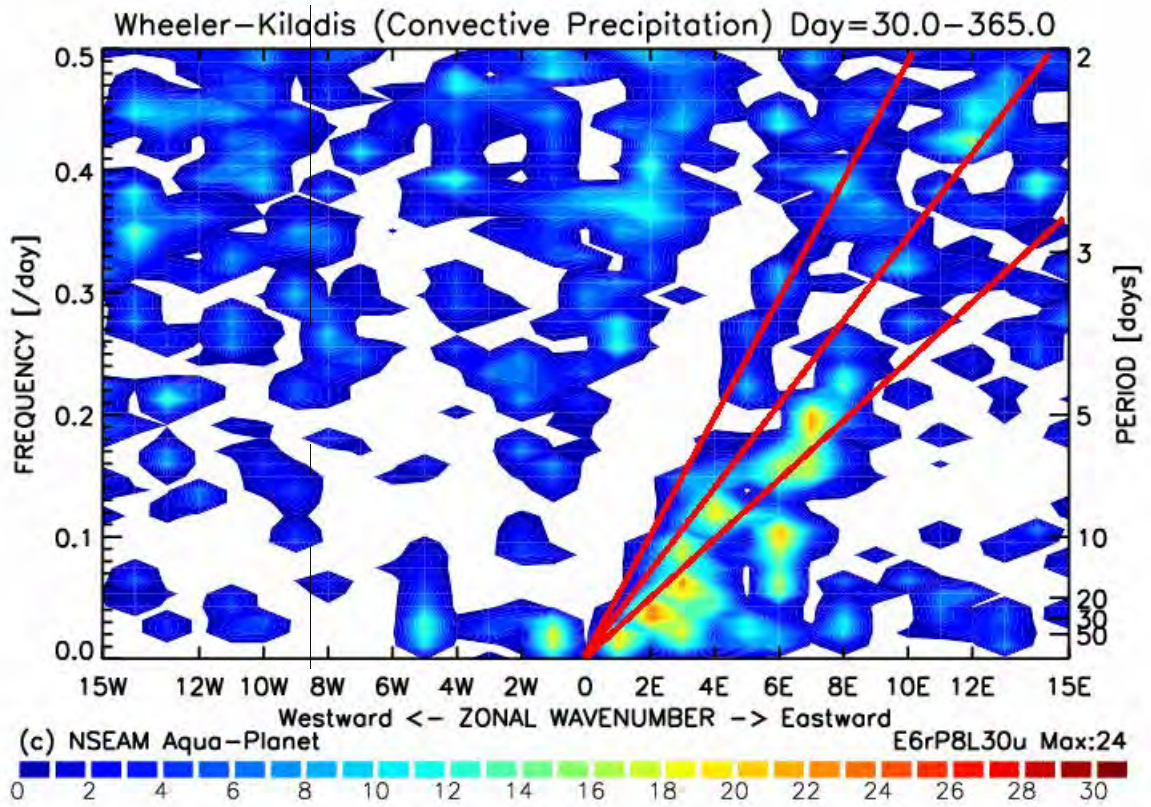 Wheeler-Kiladis (Convective Precipitation) Day=30.0-365.0
FREQUENCY [/day]
0.5
0.4
0.3
0.2
0.1
0.0
2
3
5
10
20
30
50
PERIOD [days]
15W 12W 10W 8W 6W 4W 2W 0 2E 4E 6E 8E 10E 12E 15E
Westward <- ZONAL WAVENUMBER -> Eastward
(c) NSEAM Aqua-Planet E6rP8L30u Max:24
0 2 4 6 8 10 12 14 16 18 20 22 24 26 28 30